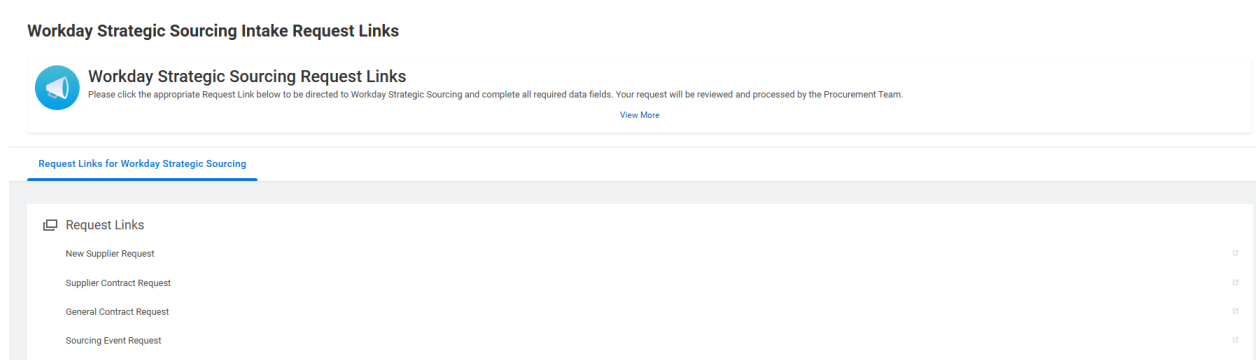 Workday Strategic Sourcing Intake Request Links
Workday Strategic Sourcing Request Links
Please click the appropriate Request Link below to be directed to Workday Strategic Sourcing and complete all required data fields. Your request will be reviewed and processed by the Procurement Team.
View More
Request Links for Workday Strategic Sourcing
Request Links
New Supplier Request
Supplier Contract Request
General Contract Request
Sourcing Event Request